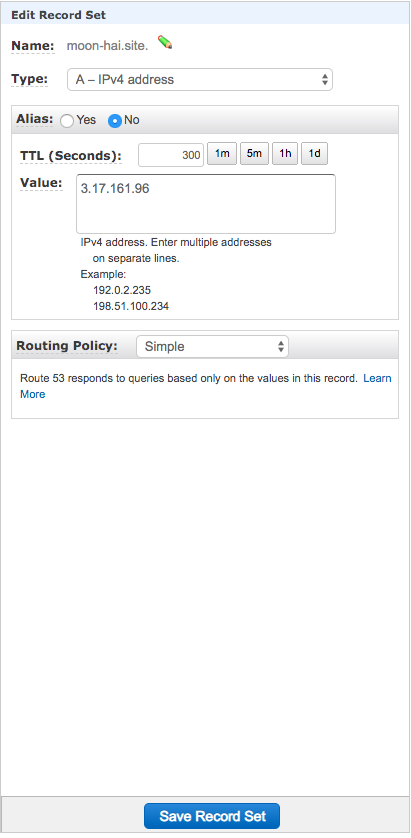 Edit Record Set
Name: moon-hai.site.
Type: A – IPv4 address
Alias: Yes No
TTL (Seconds): 300 1m 5m 1h 1d
Value: 3.17.161.96
IPv4 address. Enter multiple addresses
on separate lines.
Example:
192.0.2.235
198.51.100.234
Routing Policy: Simple
Route 53 responds to queries based only on the values in this record. Learn
More
Save Record Set